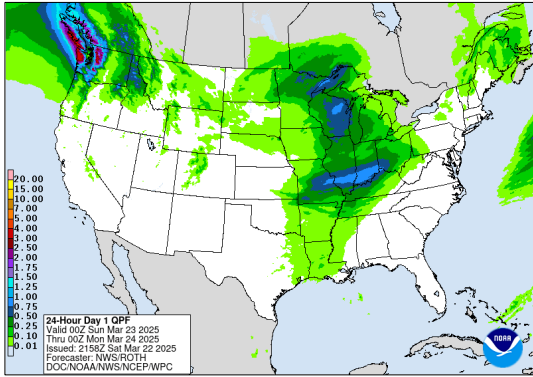 20.00
15.00
10.00
7.00
5.00
4.00
3.00
2.50
2.00
1.75
1.50
1.25
1.00
0.75
0.50
0.25
0.10
0.01
24-Hour Day 1 QPF
Valid 00Z Sun Mar 23 2025
Thru 00Z Mon Mar 24 2025
Issued: 2158Z Sat Mar 22 2025
Forecaster: NWS/ROTH
DOC/NOAA/NWS/NCEP/WPC
NOAA